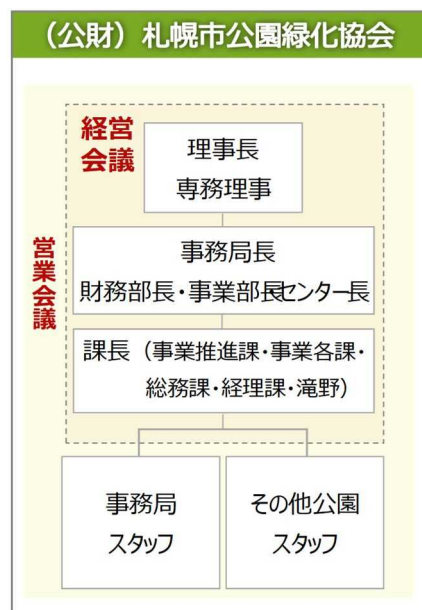 （公財）札幌市公園緑化協会
経営
会議
理事長
専務理事
営業会議
事務局長
財務部長・事業部長センター長
課長（事業推進課・事業各課・
総務課・経理課・滝野）
事務局
スタッフ
その他公園
スタッフ